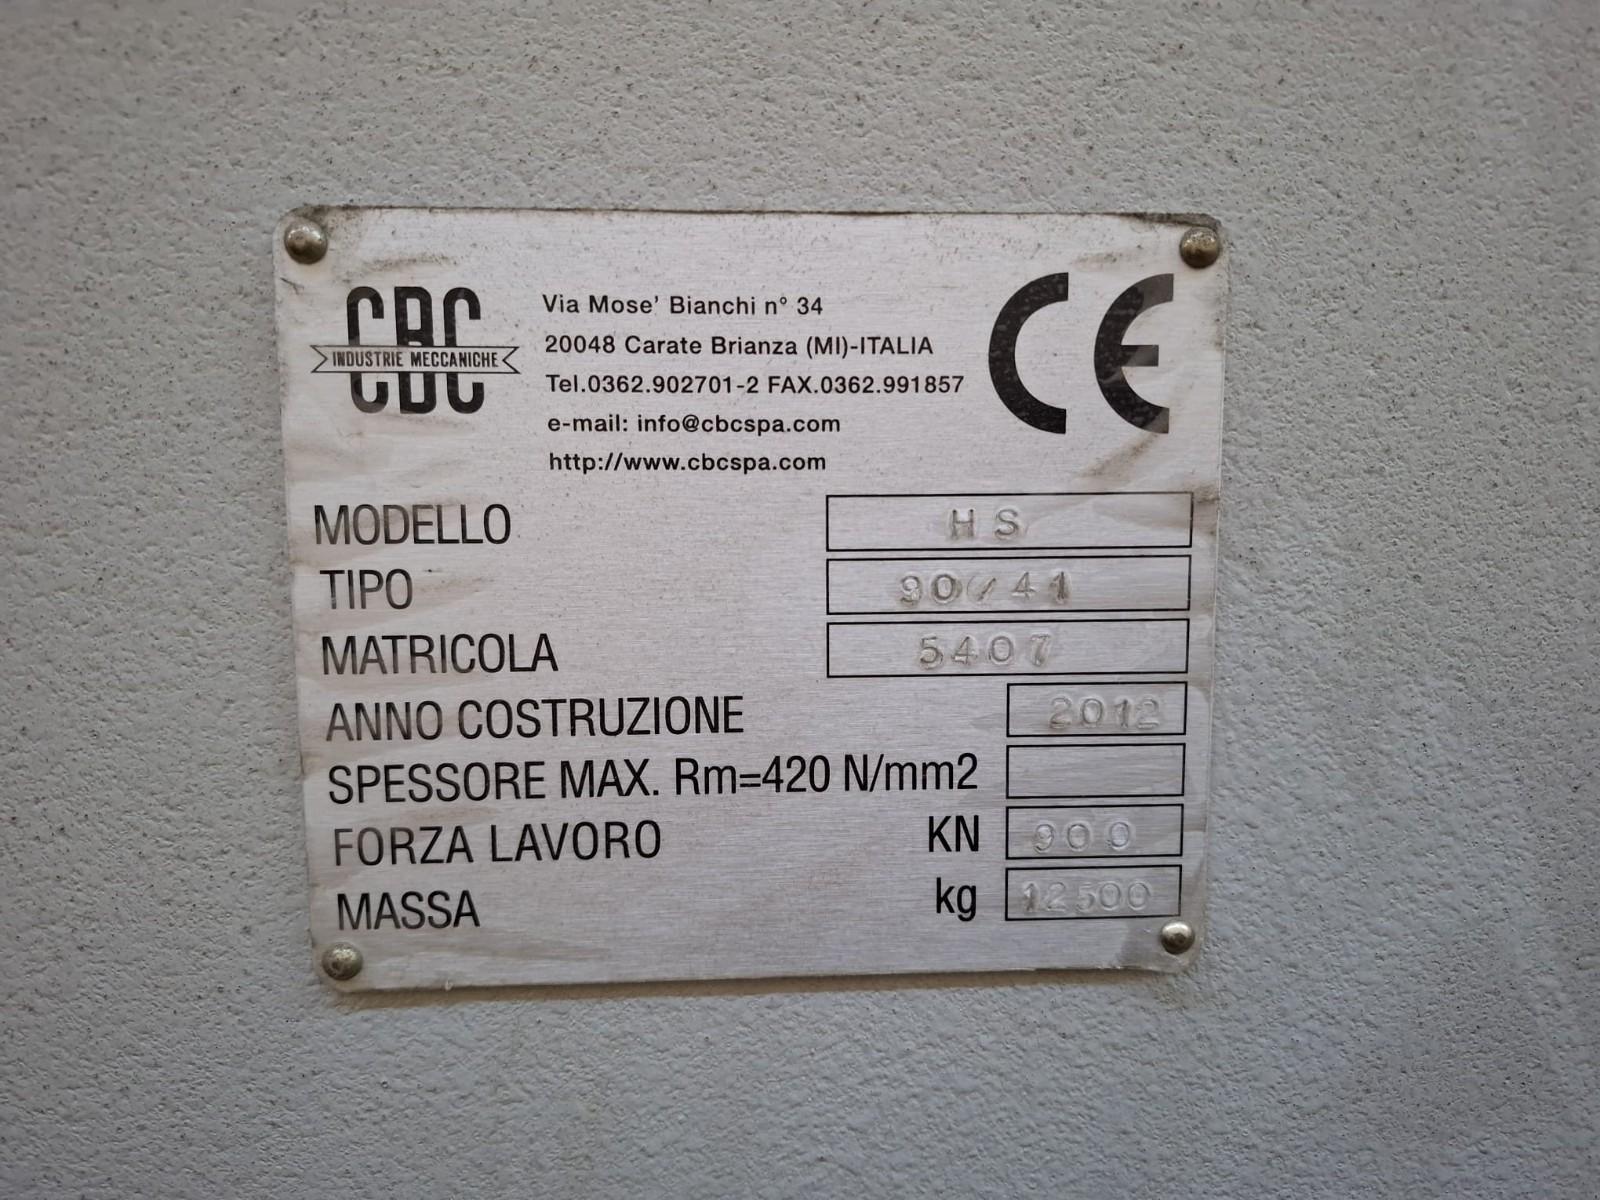 CBC
INDUSTRIE MECCANICHE
Via Mose' Bianchi n° 34
20048 Carate Brianza (MI)-ITALIA
Tel.0362.902701-2 FAX.0362.991857
e-mail: info@cbcspa.com
http://www.cbcspa.com
CE
MODELLO HS
TIPO 90/41
MATRICOLA 5407
ANNO COSTRUZIONE 2012
SPESSORE MAX. Rm=420 N/mm2
FORZA LAVORO KN 900
MASSA kg 12500